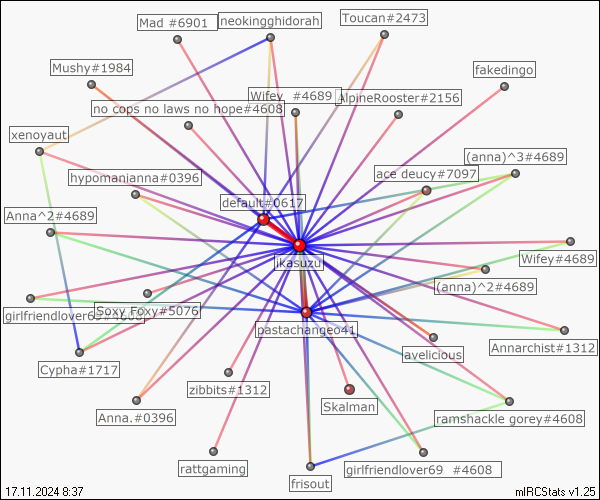 Mad #6901
neokingghidorah
Toucan#2473
Mushy#1984
fakedingo
Wifey #4689
AlpineRooster#2156
no cops no laws no hope#4608
xenoyaut
(anna)^3#4689
hypomanianna#0396
ace deucy#7097
default#0617
Anna^2#4689
jkasuzu
Wifey#4689
(anna)^2#4689
girlfriendlover69#4608
Soxy Foxy#5076
pastachangeo41
Annarchist#1312
avelicious
Cypha#1717
zibbits#1312
Skalman
Anna.#0396
ramshackle gorey#4608
rattgaming
girlfriendlover69 #4608
frisout
17.11.2024 8:37
mIRCStats v1.25